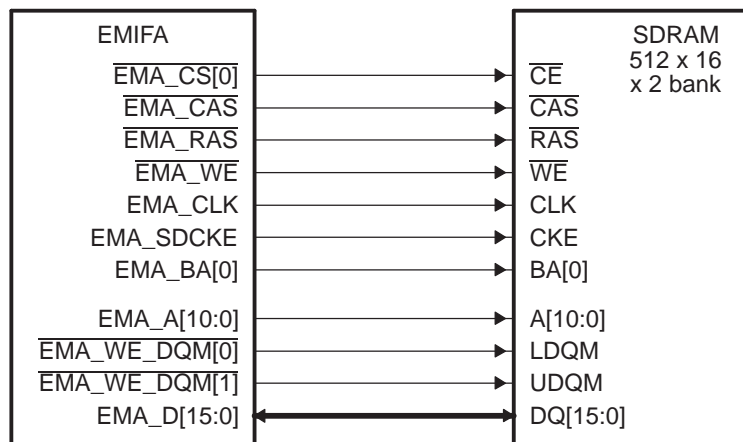 EMIFA
EMA_CS[0]
EMA_CAS
EMA_RAS
EMA_WE
EMA_CLK
EMA_SDCKE
EMA_BA[0]
EMA_A[10:0]
EMA_WE_DQM[0]
EMA_WE_DQM[1]
EMA_D[15:0]
SDRAM
512 x 16
x 2 bank
CE
CAS
RAS
WE
CLK
CKE
BA[0]
A[10:0]
LDQM
UDQM
DQ[15:0]